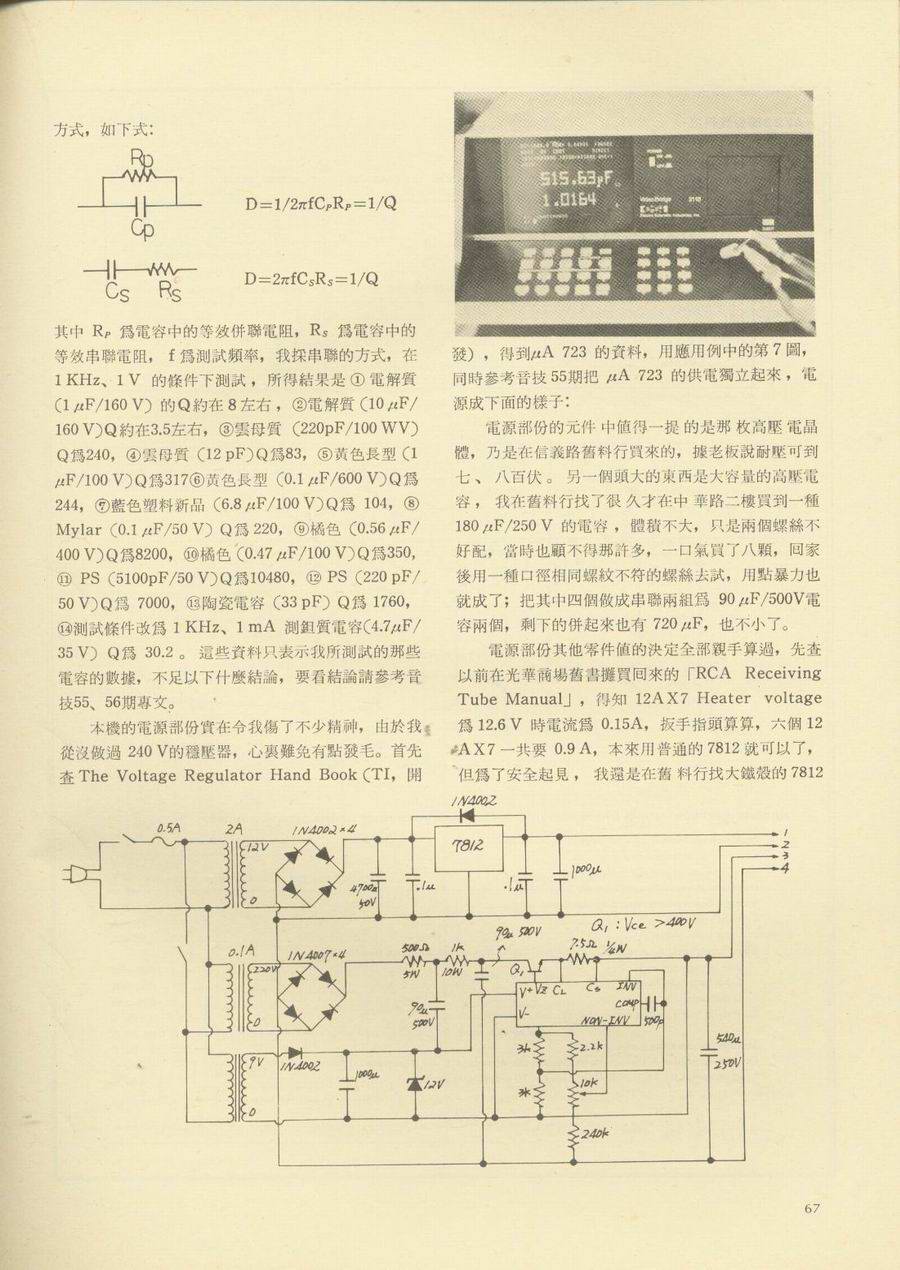 方式，如下式：
Rp
Cp
D=1/2πfCPRP=1/Q
Cs Rs
D=2πfCsRs=1/Q
其中 RP 爲電容中的等效併聯電阻，Rs 爲電容中的
等效串聯電阻， f 爲測試頻率，我採串聯的方式，在
1 KHz、1 V 的條件下測試，所得結果是①電解質
（1 μF/160 V）的Q約在 8 左右，②電解質（10 μF/
160 V)Q約在3.5左右，③雲母質（220pF/100 WV）
Q爲240，④雲母質（12 pF)Q爲83，⑤黃色長型（1
μF/100 V)Q爲317⑥黃色長型（0.1 μF/600 V)Q爲
244，⑦藍色塑料新品（6.8 μF/100 V)Q爲 104，⑧
Mylar（0.1 μF/50 V）Q爲 220，⑨橘色（0.56 μF/
400 V)Q爲8200，⑩橘色（0.47 μF/100 V)Q爲350，
⑪ PS（5100pF/50 V)Q爲10480，⑫ PS（220 pF/
50 V)Q爲 7000，⑬陶瓷電容（33 pF）Q爲 1760，
⑭測試條件改爲 1 KHz、1 mA 測鉭質電容(4.7μF/
35 V） Q爲 30.2 。 這些資料只表示我所測試的那些
電容的數據，不足以下什麼結論，要看結論請參考音
技55、56期專文。
本機的電源部份實在令我傷了不少精神，由於我
從沒做過 240 V的穩壓器，心裏難免有點發毛。首先
查 The Voltage Regulator Hand Book（TI，開
515.63pF
1.0164
VideoBridge 2110
發），得到μA 723 的資料，用應用例中的第 7 圖，
同時參考音技 55期把 μA 723 的供電獨立起來，電
源成下面的樣子：
電源部份的元件 中値得一提 的是那 枚高壓 電晶
體，乃是在信義路舊料行買來的，據老板說耐壓可到
七、 八百伏 。 另一個頭大的東西是大容量的高壓電
容， 我在舊料行找了很 久才在中 華路二樓買到一種
180 μF/250 V 的電容 ，體積不大，只是兩個螺絲不
好配，當時也顧不得那許多，一口氣買了八顆，回家
後用一種口徑相同螺紋不符的螺絲去試，用點暴力也
就成了；把其中四個做成串聯兩組爲 90 μF/500V電
容兩個，剩下的併起來也有 720 μF，也不小了。
電源部份其他零件値的決定全部親手算過，先查
以前在光華商場舊書攤買回來的「RCA Receiving
Tube Manual」，得知 12AX7 Heater voltage
爲 12.6 V 時電流爲 0.15A，扳手指頭算算，六個 12
AX7 一共要 0.9 A，本來用普通的 7812 就可以了，
但爲了安全起見， 我還是在舊 料行找大鐵殼的 7812
1N4002
0.5A 2A 1N4002×4
12V
0
7812
4700μ
50V
.1μ
.1μ
1000μ
1
2
3
4
Q1 : Vce >400V
0.1A
220V
0
1N4007×4
500Ω
5W
1k
10W
90μ 500V
7.5Ω ¼W
Q1
V+ VZ CL Cs INV
V- COMP
NON-INV 500p
90μ
500V
9V
0
1N4002
1000μ
12V
3k 2.2k
3k 10k
240k
540μ
250V
67